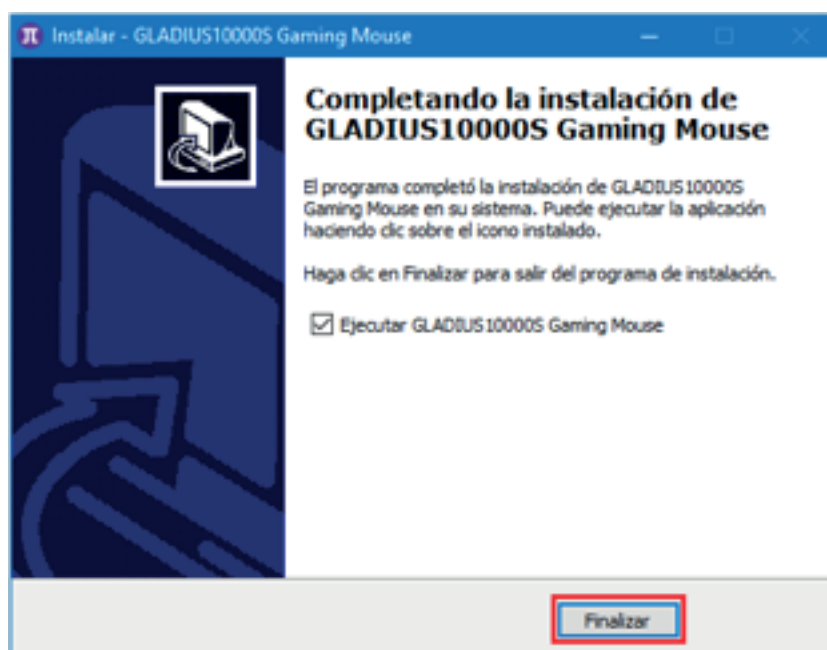 Instalar - GLADIUS10000S Gaming Mouse
Completando la instalación de
GLADIUS10000S Gaming Mouse
El programa completó la instalación de GLADIUS10000S
Gaming Mouse en su sistema. Puede ejecutar la aplicación
haciendo clic sobre el icono instalado.
Haga clic en Finalizar para salir del programa de instalación.
Ejecutar GLADIUS10000S Gaming Mouse
Finalizar